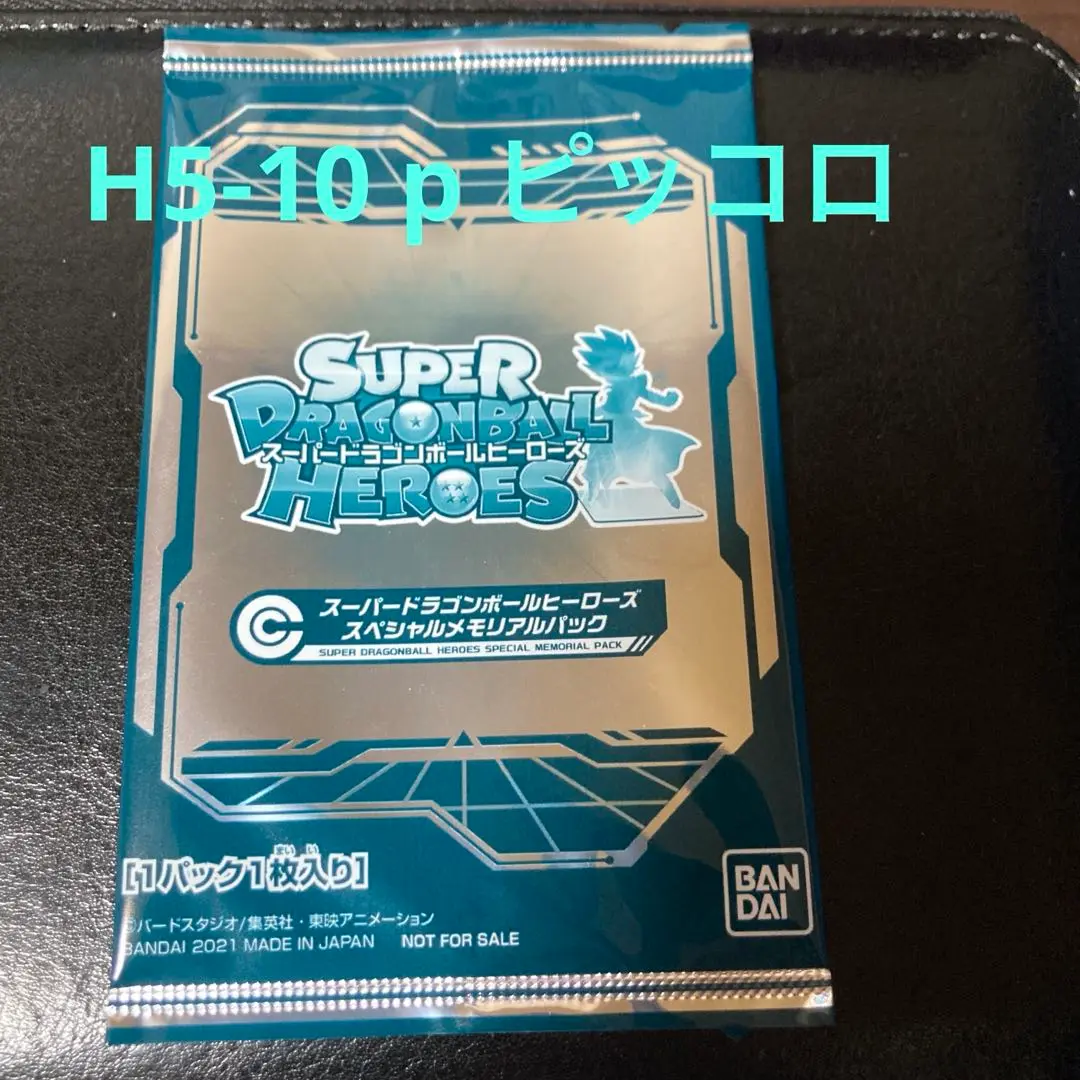 H5-10 p ピッコロ
SUPER
DRAGONBALL
スーパードラゴンボールヒーローズ
HEROES
スーパードラゴンボールヒーローズ
スペシャルメモリアルパック
SUPER DRAGONBALL HEROES SPECIAL MEMORIAL PACK
まい い
[1パック1枚入り]
BAN
DAI
©バードスタジオ/集英社・東映アニメーション
BANDAI 2021 MADE IN JAPAN NOT FOR SALE